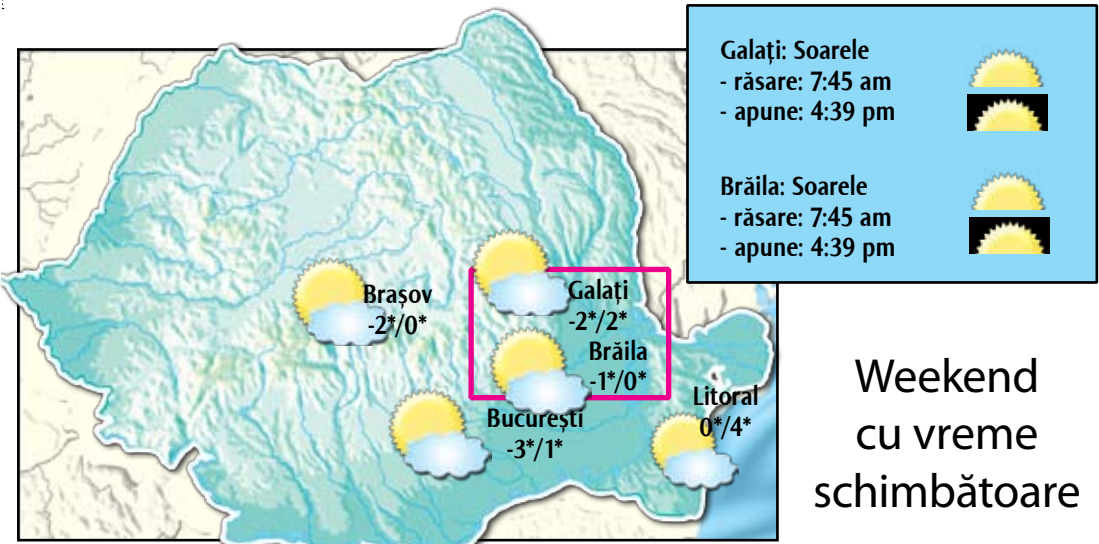 Galați: Soarele
- răsare: 7:45 am
- apune: 4:39 pm
Brăila: Soarele
- răsare: 7:45 am
- apune: 4:39 pm
Brașov
-2*/0*
Galați
-2*/2*
Brăila
-1*/0*
București
-3*/1*
Litoral
0*/4*
Weekend
cu vreme
schimbătoare